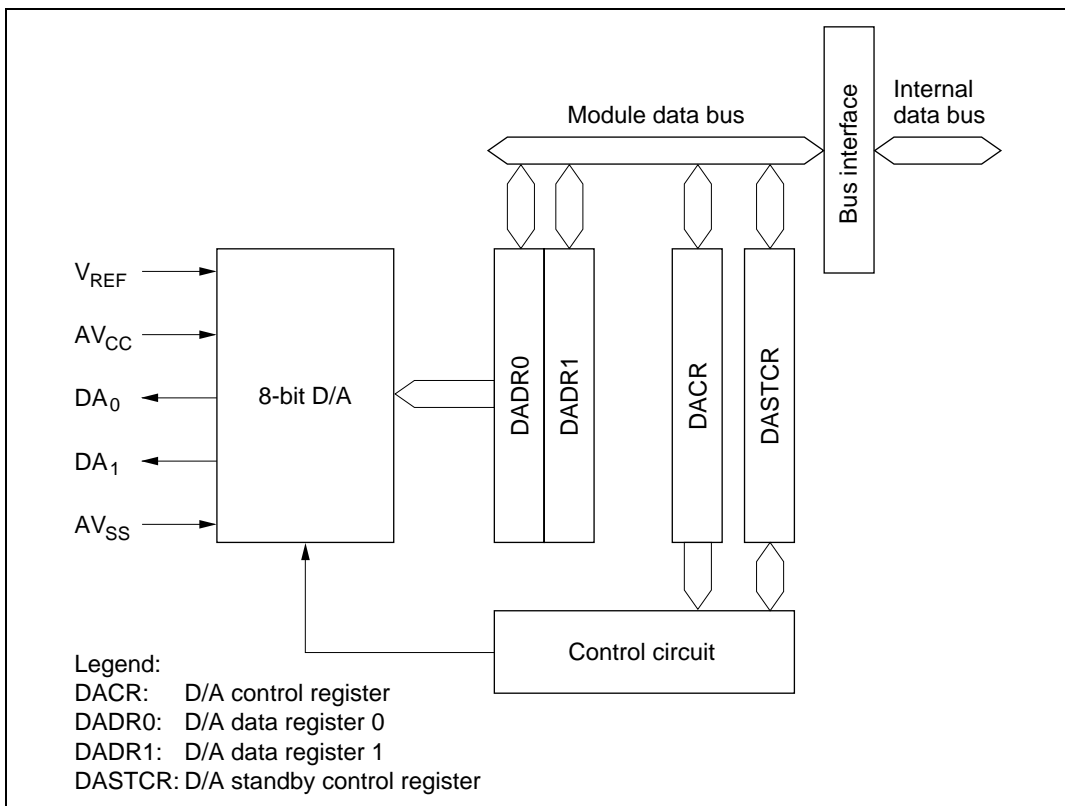 Module data bus
Internal
data bus
Bus interface
VREF
AVCC
DA0
DA1
AVSS
8-bit D/A
DADR0
DADR1
DACR
DASTCR
Control circuit
Legend:
DACR: D/A control register
DADR0: D/A data register 0
DADR1: D/A data register 1
DASTCR: D/A standby control register